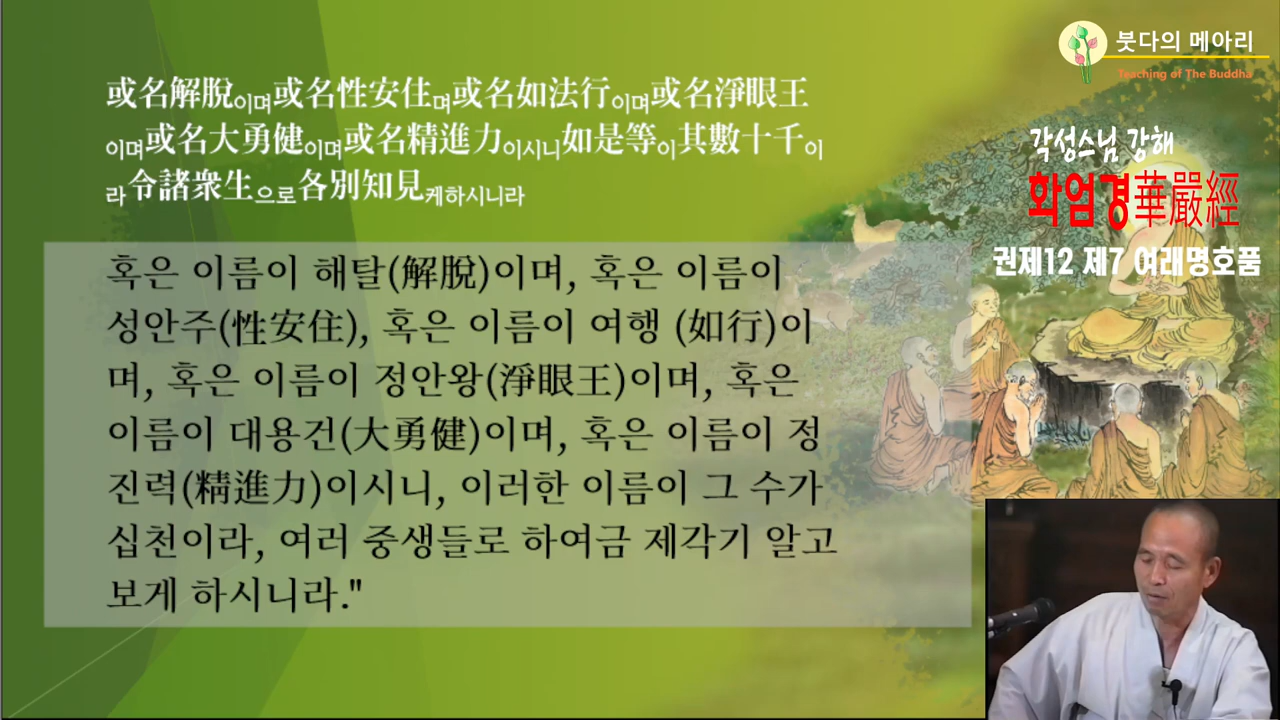 或名解脫이며或名性安住며或名如法行이며或名淨眼王
이며或名大勇健이며或名精進力이시니如是等이其數十千이
라令諸衆生으로各別知見케하시니라
혹은 이름이 해탈(解脫)이며, 혹은 이름이
성안주(性安住), 혹은 이름이 여행 (如行)이
며, 혹은 이름이 정안왕(淨眼王)이며, 혹은
이름이 대용건(大勇健)이며, 혹은 이름이 정
진력(精進力)이시니, 이러한 이름이 그 수가
십천이라, 여러 중생들로 하여금 제각기 알고
보게 하시니라."
붓다의 메아리
Teaching of The Buddha
각성스님 강해
화엄경華嚴經
권제12 제7 여래명호품